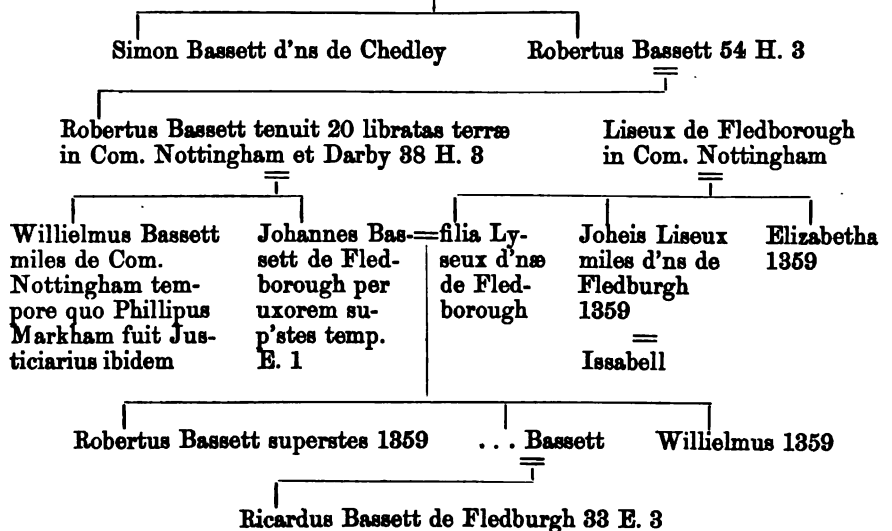 Simon Bassett d'ns de Chedley
Robertus Bassett 54 H. 3
Robertus Bassett tenuit 20 libratas terræ
in Com. Nottingham et Darby 38 H. 3
Liseux de Fledborough
in Com. Nottingham
Willielmus Bassett
miles de Com.
Nottingham tem-
pore quo Phillipus
Markham fuit Jus-
ticiarius ibidem
Johannes Bas-
sett de Fled-
borough per
uxorem su-
p'stes temp.
E. 1
filia Ly-
seux d'næ
de Fled-
borough
Joheis Liseux
miles d'ns de
Fledburgh
1359
Issabell
Elizabetha
1359
Robertus Bassett superstes 1359
... Bassett
Willielmus 1359
Ricardus Bassett de Fledburgh 33 E. 3